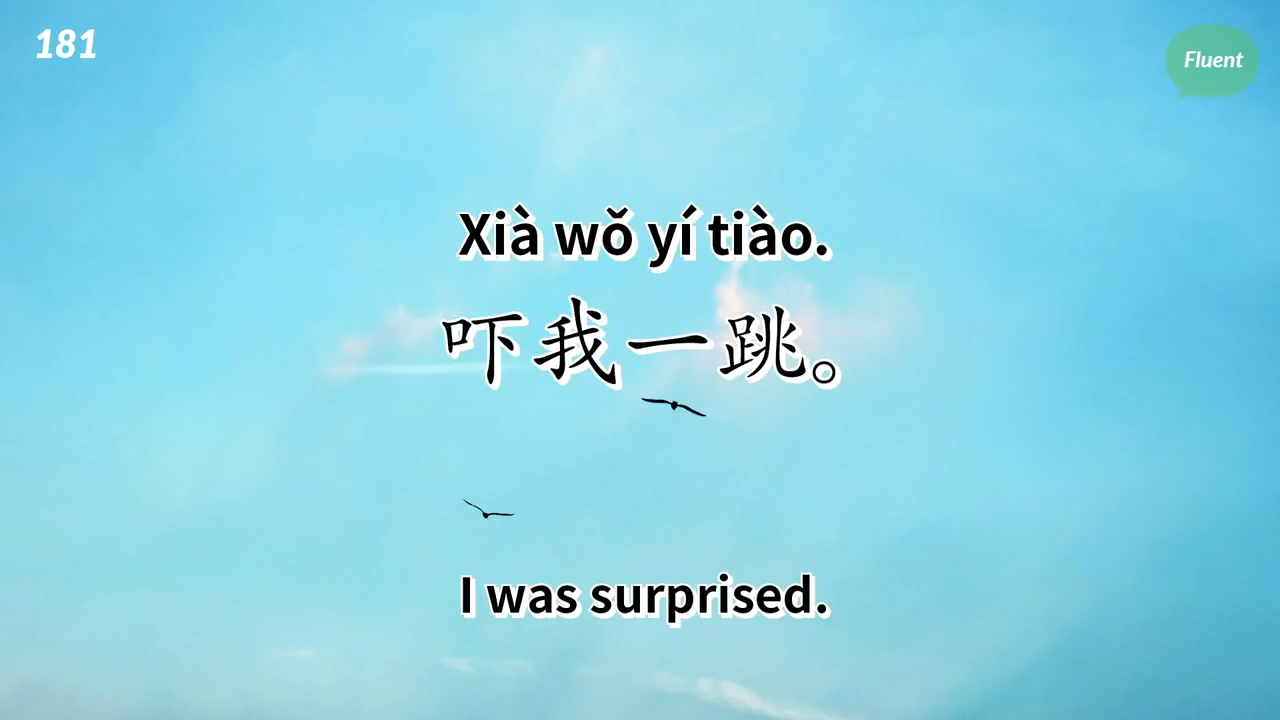 181
Fluent
Xià wǒ yí tiào.
吓我一跳。
I was surprised.